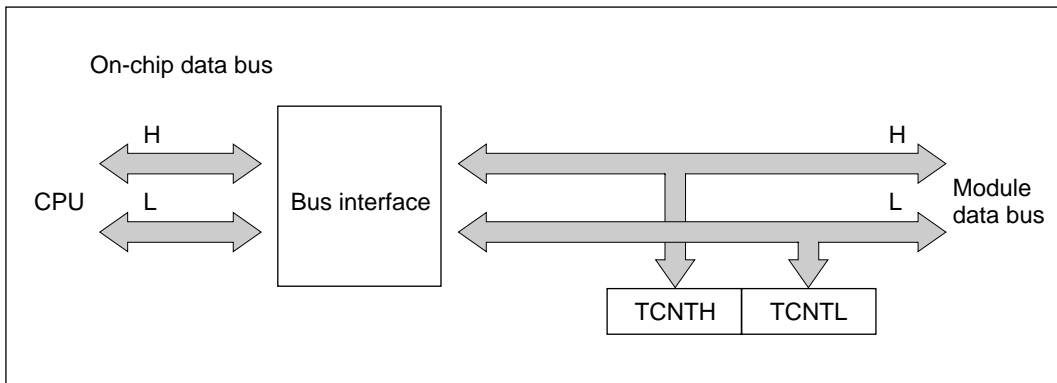 On-chip data bus
H
H
CPU
L
Bus interface
L
Module
data bus
TCNTH
TCNTL